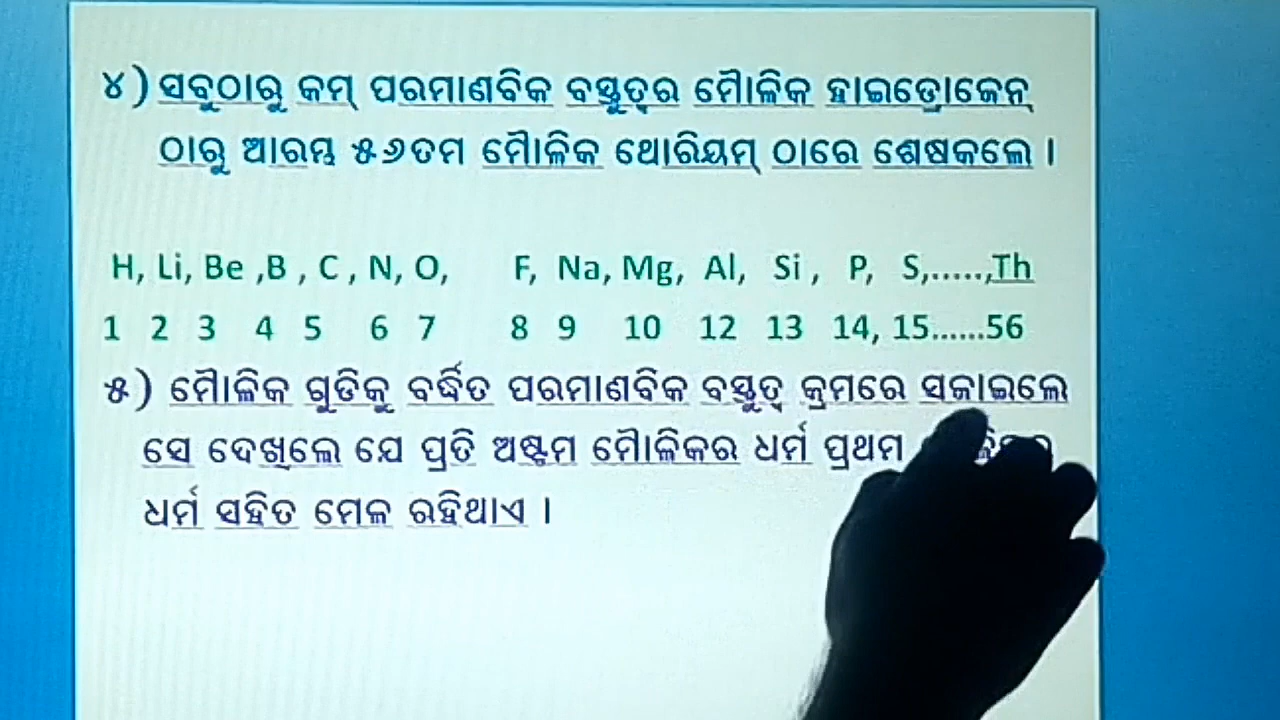 ୪) ସବୁଠାରୁ କମ୍ ପରମାଣବିକ ବସ୍ତୁତ୍ୱର ମୌଳିକ ହାଇଡ୍ରୋଜେନ୍
ଠାରୁ ଆରମ୍ଭ ୫୬ତମ ମୌଳିକ ଥୋରିୟମ୍ ଠାରେ ଶେଷକଲେ ।
H, Li, Be ,B , C , N, O, F, Na, Mg, Al, Si , P, S,.....,Th
1 2 3 4 5 6 7 8 9 10 12 13 14, 15......56
୫) ମୌଳିକ ଗୁଡିକୁ ବର୍ଦ୍ଧିତ ପରମାଣବିକ ବସ୍ତୁତ୍ୱ କ୍ରମରେ ସଜାଇଲେ
ସେ ଦେଖିଲେ ଯେ ପ୍ରତି ଅଷ୍ଟମ ମୌଳିକର ଧର୍ମ ପ୍ରଥମ
ଧର୍ମ ସହିତ ମେଳ ରହିଥାଏ ।